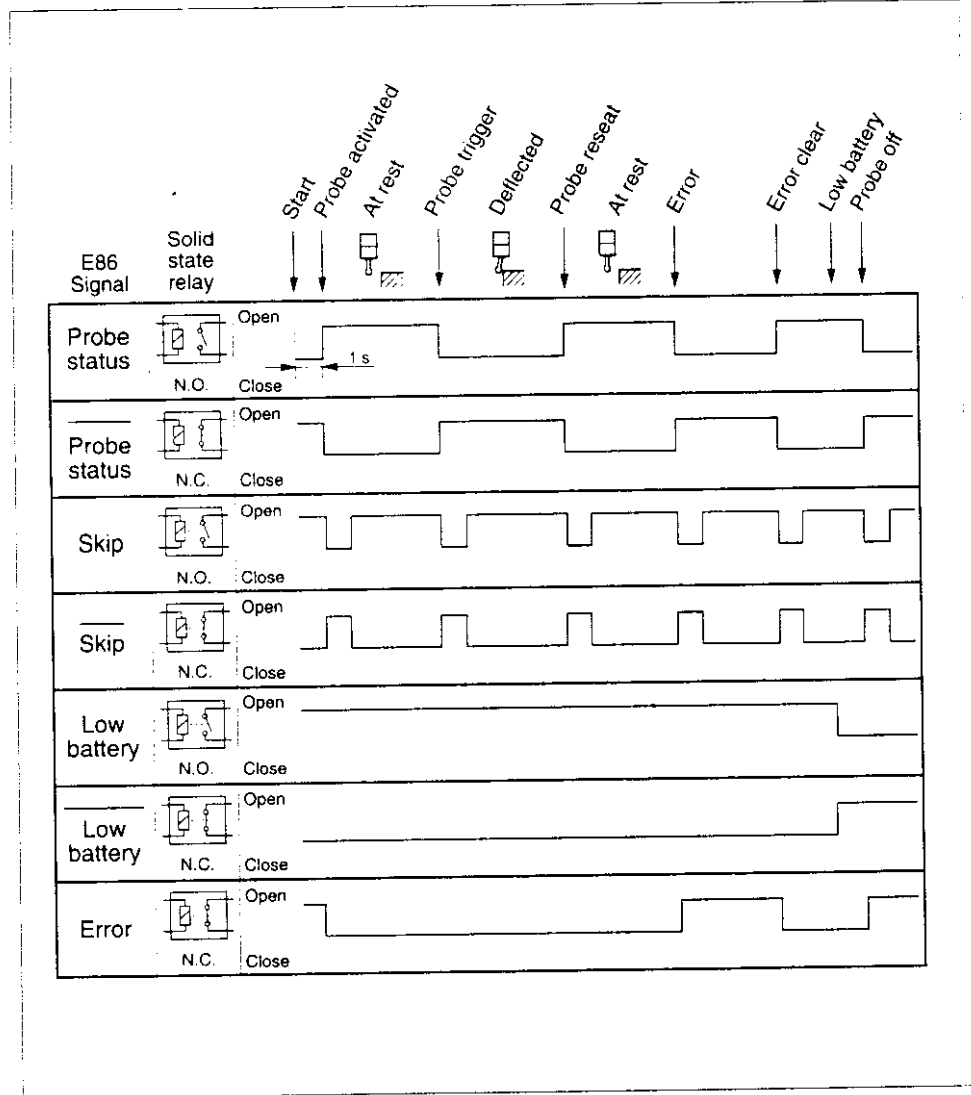 Start
Probe activated
At rest
Probe trigger
Deflected
Probe reseat
At rest
Error
Error clear
Low battery
Probe off
E86
Signal
Solid
state
relay
Probe
status
N.O.
Open
Close
1 s
Probe
status
N.C.
Open
Close
Skip
N.O.
Open
Close
Skip
N.C.
Open
Close
Low
battery
N.O.
Open
Close
Low
battery
N.C.
Open
Close
Error
N.C.
Open
Close